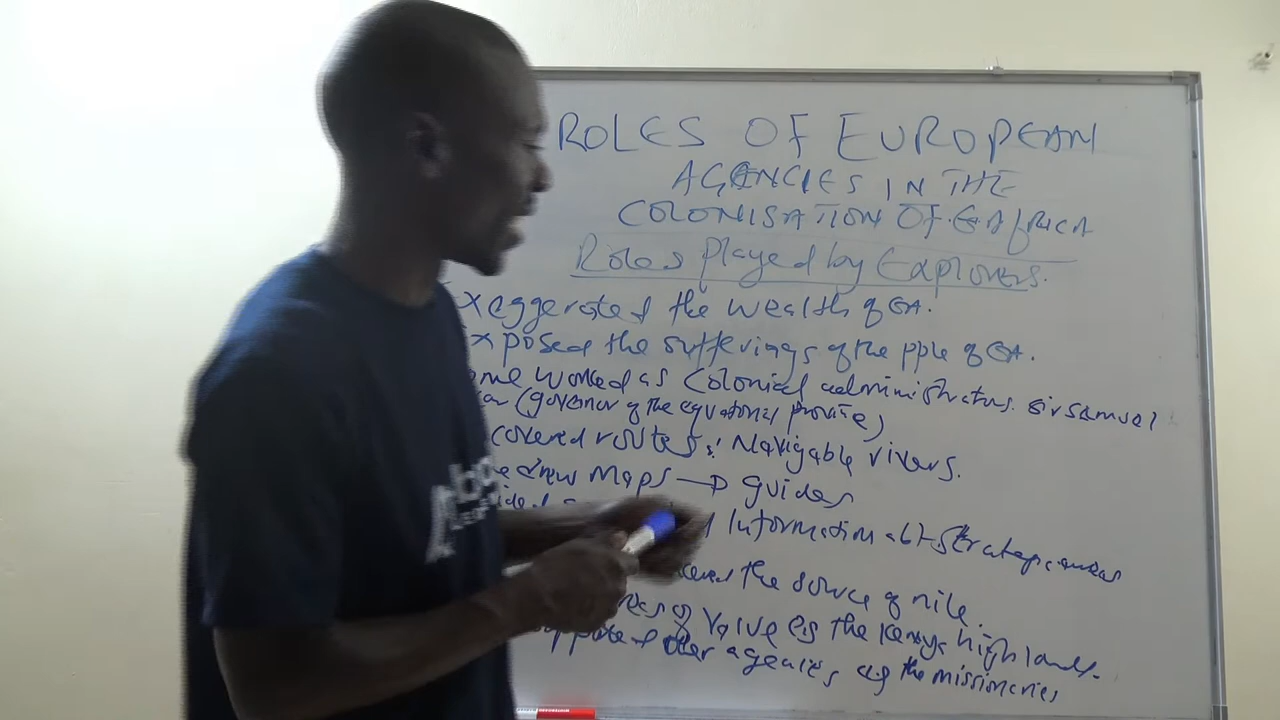 ROLES OF EUROPEAN
AGENCIES IN THE
COLONISATION OF E.AfRICA
Roles played by Explorers.
xaggerated the wealth of EA.
xposed the sufferings of the pple of EA.
ome worked as colonial administrators. sir samuel
(governor of the equatorial province)
covered routes: Navigable rivers.
drew maps → guides
Information abt strategic areas
the source of nile.
of value eg the Kenya highlands.
other agencies eg the missionaries